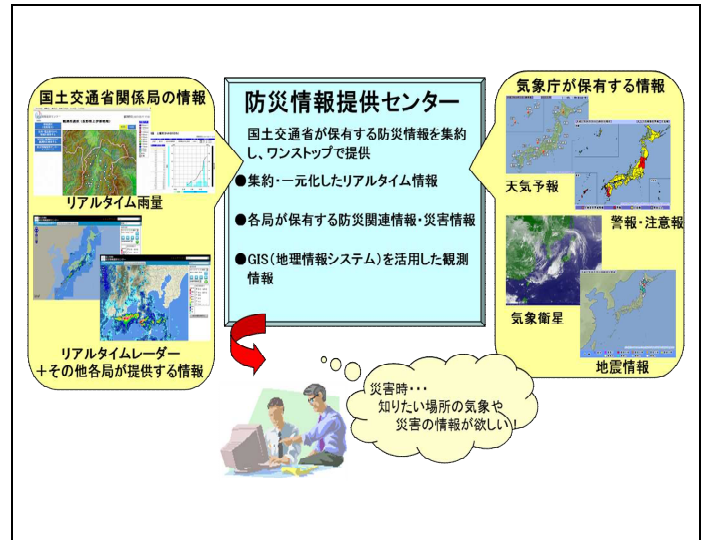 国土交通省関係局の情報
リアルタイム雨量
リアルタイムレーダー
＋その他各局が提供する情報
防災情報提供センター
国土交通省が保有する防災情報を集約
し、ワンストップで提供
●集約・一元化したリアルタイム情報
●各局が保有する防災関連情報・災害情報
●GIS(地理情報システム)を活用した観測
情報
気象庁が保有する情報
天気予報
警報・注意報
気象衛星
地震情報
災害時・・・
知りたい場所の気象や
災害の情報が欲しい！